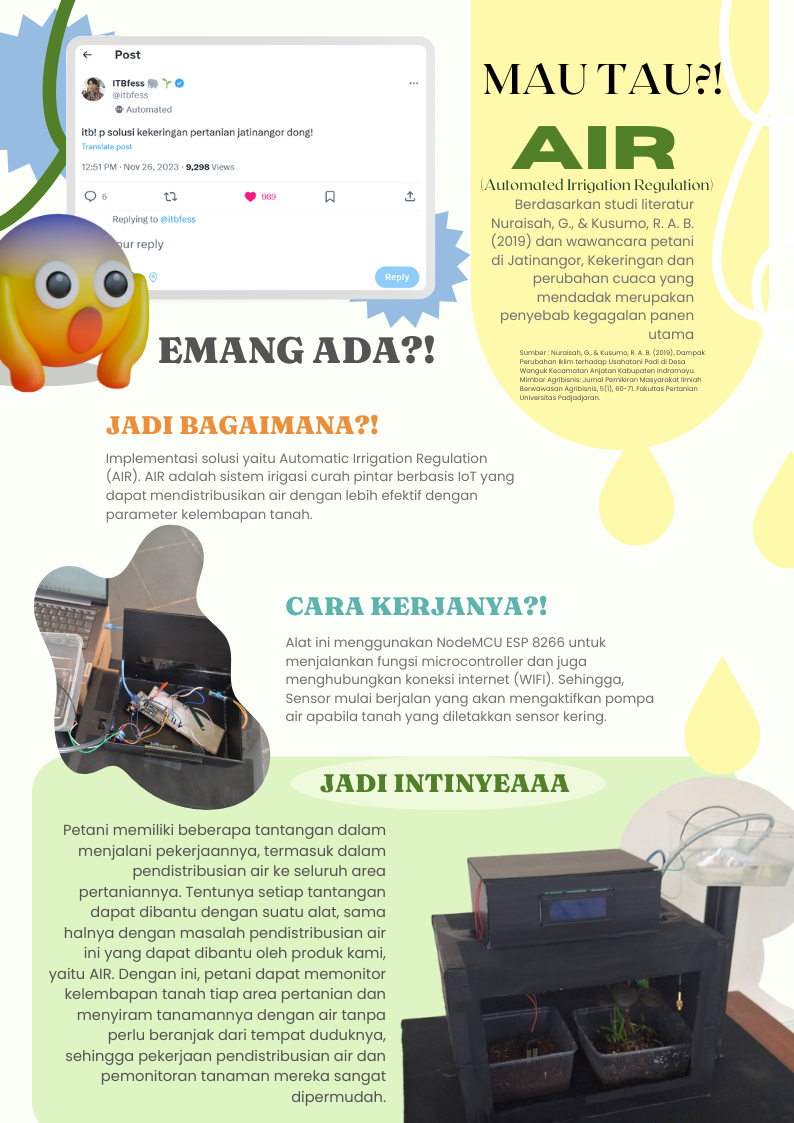 Post
ITBfess
@itbfess
Automated
itb! p solusi kekeringan pertanian jatinangor dong!
Translate post
12:51 PM · Nov 26, 2023 · 9,298 Views
6
989
Replying to @itbfess
our reply
Reply
EMANG ADA?!
MAU TAU?!
AIR
(Automated Irrigation Regulation)
Berdasarkan studi literatur
Nuraisah, G., & Kusumo, R. A. B.
(2019) dan wawancara petani
di Jatinangor, Kekeringan dan
perubahan cuaca yang
mendadak merupakan
penyebab kegagalan panen
utama
Sumber : Nuraisah, G., & Kusumo, R. A. B. (2019). Dampak
Perubahan Iklim terhadap Usahatani Padi di Desa
Wanguk Kecamatan Anjatan Kabupaten Indramayu.
Mimbar Agribisnis: Jurnal Pemikiran Masyarakat Ilmiah
Berwawasan Agribisnis, 5(1), 60-71. Fakultas Pertanian
Universitas Padjadjaran.
JADI BAGAIMANA?!
Implementasi solusi yaitu Automatic Irrigation Regulation
(AIR). AIR adalah sistem irigasi curah pintar berbasis IoT yang
dapat mendistribusikan air dengan lebih efektif dengan
parameter kelembapan tanah.
CARA KERJANYA?!
Alat ini menggunakan NodeMCU ESP 8266 untuk
menjalankan fungsi microcontroller dan juga
menghubungkan koneksi internet (WIFI). Sehingga,
Sensor mulai berjalan yang akan mengaktifkan pompa
air apabila tanah yang diletakkan sensor kering.
JADI INTINYEAAA
Petani memiliki beberapa tantangan dalam
menjalani pekerjaannya, termasuk dalam
pendistribusian air ke seluruh area
pertaniannya. Tentunya setiap tantangan
dapat dibantu dengan suatu alat, sama
halnya dengan masalah pendistribusian air
ini yang dapat dibantu oleh produk kami,
yaitu AIR. Dengan ini, petani dapat memonitor
kelembapan tanah tiap area pertanian dan
menyiram tanamannya dengan air tanpa
perlu beranjak dari tempat duduknya,
sehingga pekerjaan pendistribusian air dan
pemonitoran tanaman mereka sangat
dipermudah.